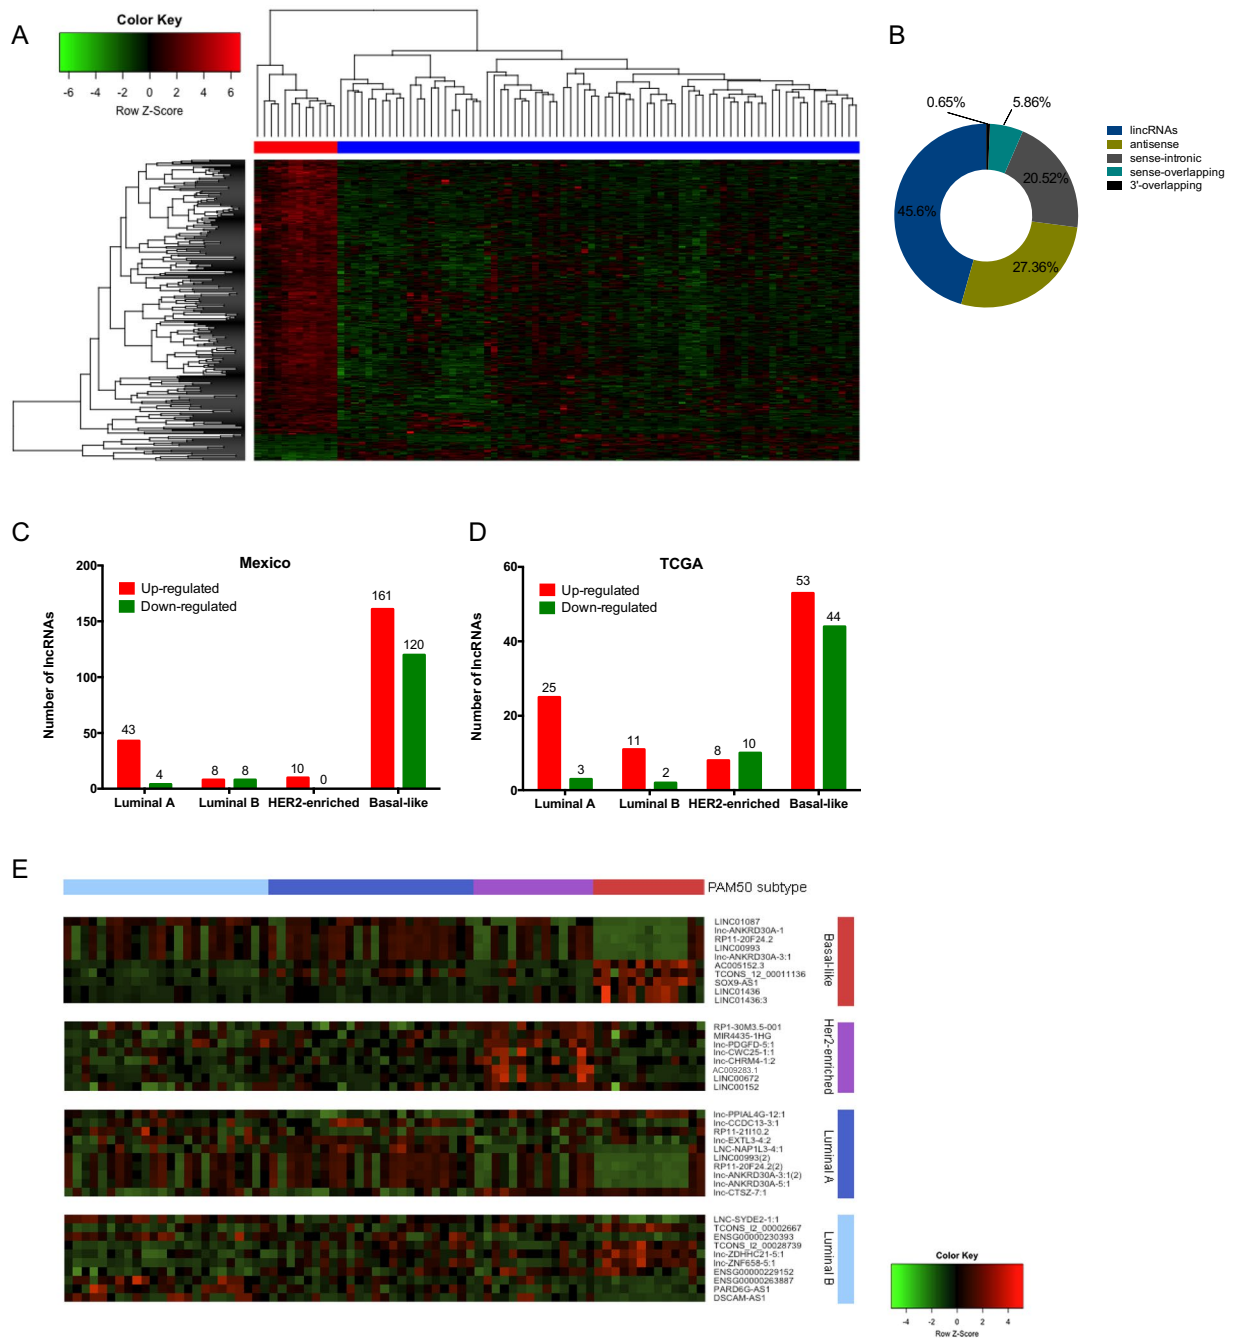 A
Color Key
-6 -4 -2 0 2 4 6
Row Z-Score
B
0.65%
5.86%
20.52%
45.6%
27.36%
lincRNAs
antisense
sense-intronic
sense-overlapping
3'-overlapping
C
Mexico
Number of lncRNAs
200
150
100
50
0
Up-regulated
Down-regulated
43
4
8
8
10
0
161
120
Luminal A
Luminal B
HER2-enriched
Basal-like
D
TCGA
Number of lncRNAs
60
40
20
0
Up-regulated
Down-regulated
25
3
11
2
8
10
53
44
Luminal A
Luminal B
HER2-enriched
Basal-like
E
PAM50 subtype
LINC01087
lnc-ANKRD30A-1
RP11-20F24.2
LINC00993
lnc-ANKRD30A-3:1
AC005152.3
TCONS_12_00011136
SOX9-AS1
LINC01436
LINC01436:3
Basal-like
RP1-30M3.5-001
MIR4435-1HG
lnc-PDGFD-5:1
lnc-CWC25-1:1
lnc-CHRM4-1:2
AC009283.1
LINC00672
LINC00152
Her2-enriched
lnc-PPIAL4G-12:1
lnc-CCDC13-3:1
RP11-21I10.2
lnc-EXTL3-4:2
LNC-NAP1L3-4:1
LINC00993(2)
RP11-20F24.2(2)
lnc-ANKRD30A-3:1(2)
lnc-ANKRD30A-5:1
lnc-CTSZ-7:1
Luminal A
LNC-SYDE2-1:1
TCONS_l2_00002667
ENSG00000230393
TCONS_l2_00028739
lnc-ZDHHC21-5:1
lnc-ZNF658-5:1
ENSG00000229152
ENSG00000263887
PARD6G-AS1
DSCAM-AS1
Luminal B
Color Key
-4 -2 0 2 4
Row Z-Score